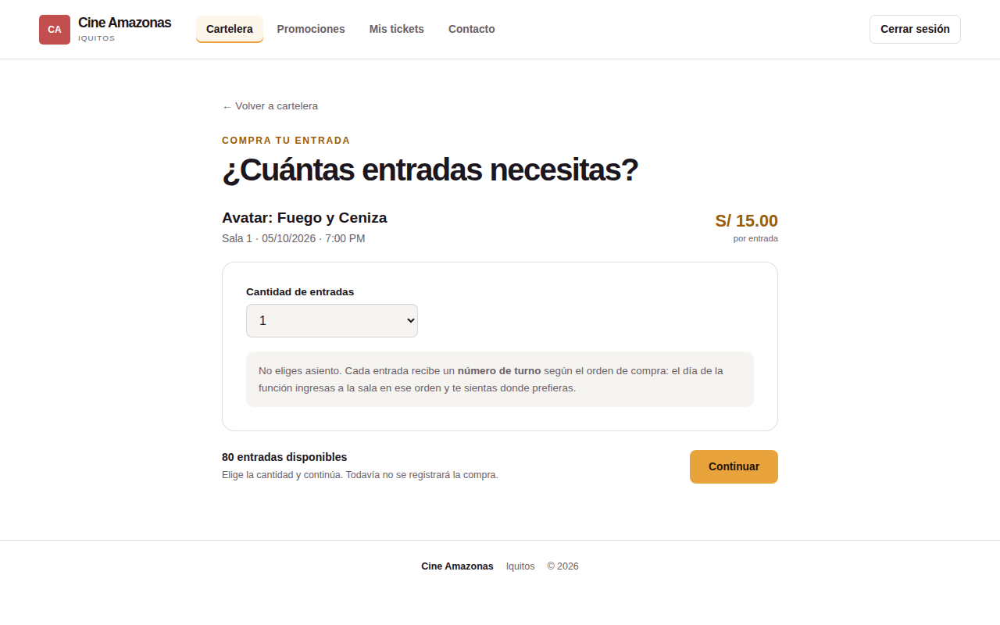 CA
Cine Amazonas
IQUITOS
Cartelera
Promociones
Mis tickets
Contacto
Cerrar sesión
← Volver a cartelera
COMPRA TU ENTRADA
¿Cuántas entradas necesitas?
Avatar: Fuego y Ceniza
Sala 1 · 05/10/2026 · 7:00 PM
S/ 15.00
por entrada
Cantidad de entradas
1
No eliges asiento. Cada entrada recibe un número de turno según el orden de compra: el día de la
función ingresas a la sala en ese orden y te sientas donde prefieras.
80 entradas disponibles
Elige la cantidad y continúa. Todavía no se registrará la compra.
Continuar
Cine Amazonas Iquitos © 2026